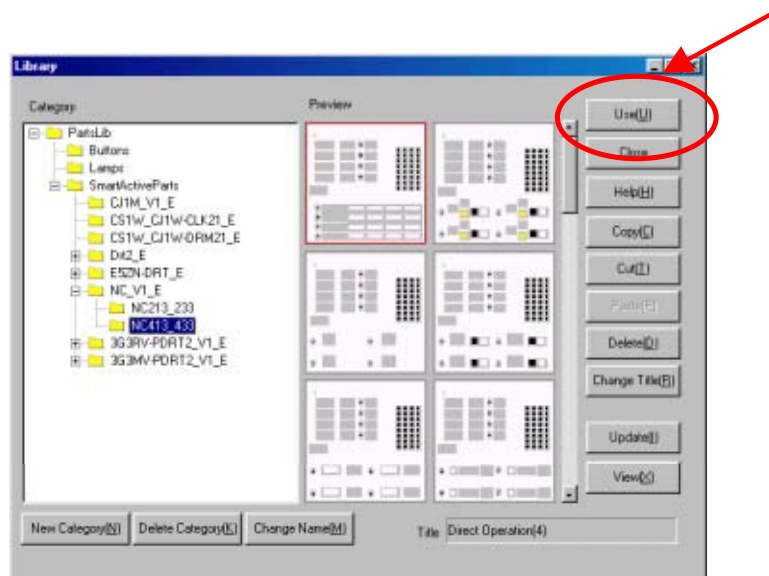 Library
Category
Preview
PartsLib
Buttons
Lamps
SmartActiveParts
CJ1M_V1_E
CS1W_CJ1W-CLK21_E
CS1W_CJ1W-DRM21_E
Drt2_E
E5ZN-DRT_E
NC_V1_E
NC213_233
NC413_433
3G3RV-PDRT2_V1_E
3G3MV-PDRT2_V1_E
Use(U)
Close
Help(H)
Copy(C)
Cut(T)
Delete(D)
Change Title(R)
Update(I)
View(X)
New Category(N) Delete Category(K) Change Name(M)
Title Direct Operation(4)